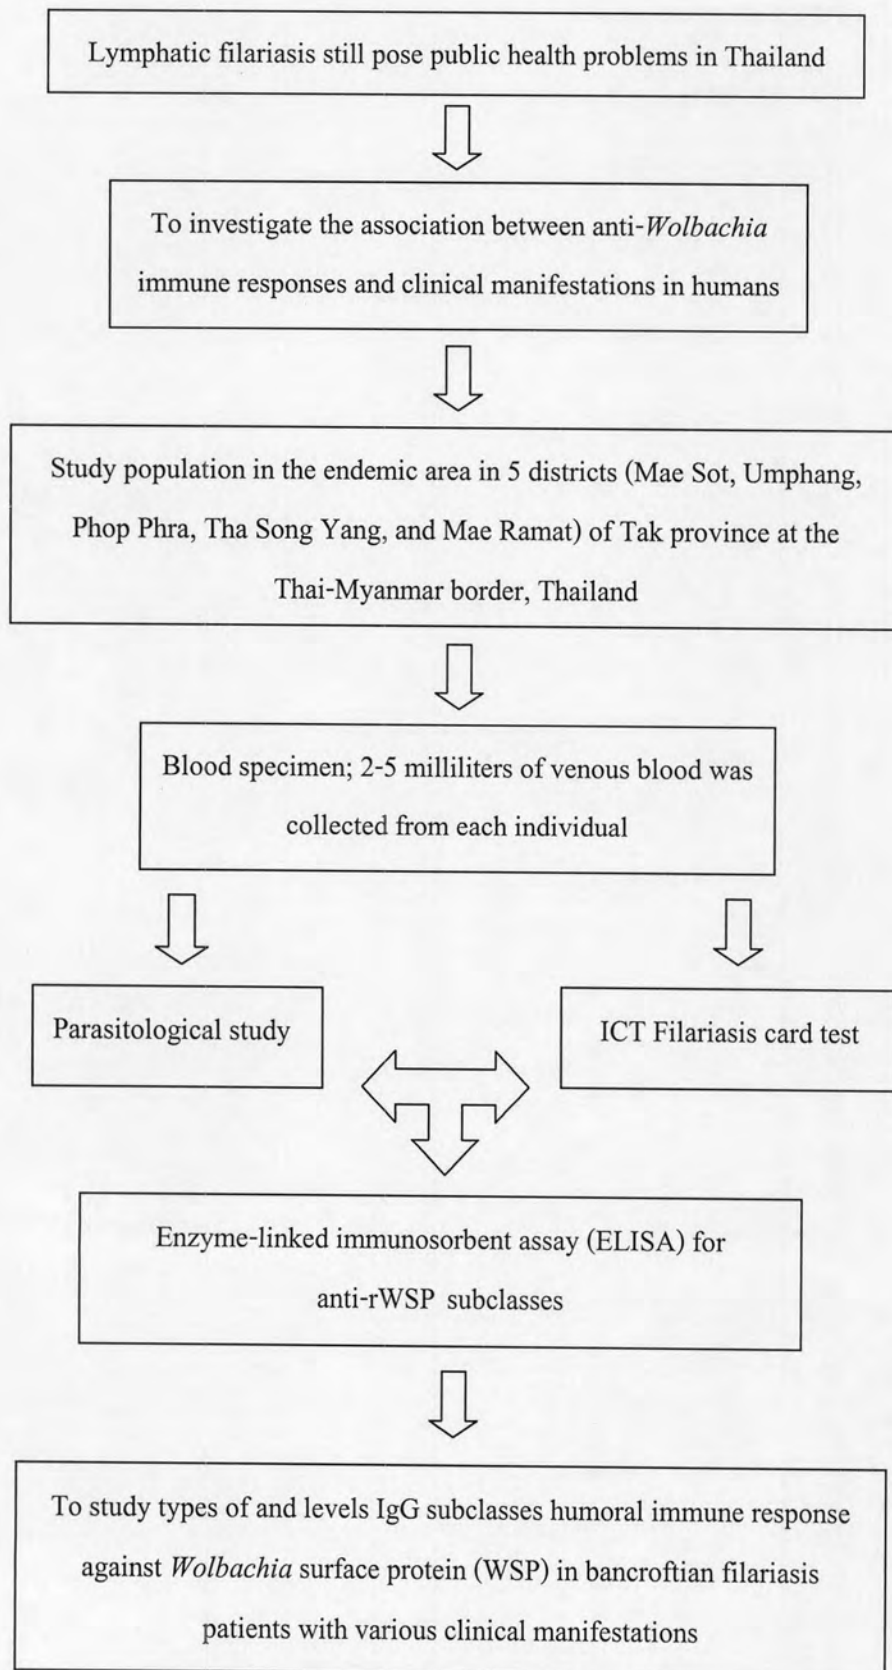 Lymphatic filariasis still pose public health problems in Thailand
To investigate the association between anti-Wolbachia
immune responses and clinical manifestations in humans
Study population in the endemic area in 5 districts (Mae Sot, Umphang,
Phop Phra, Tha Song Yang, and Mae Ramat) of Tak province at the
Thai-Myanmar border, Thailand
Blood specimen; 2-5 milliliters of venous blood was
collected from each individual
Parasitological study
ICT Filariasis card test
Enzyme-linked immunosorbent assay (ELISA) for
anti-rWSP subclasses
To study types of and levels IgG subclasses humoral immune response
against Wolbachia surface protein (WSP) in bancroftian filariasis
patients with various clinical manifestations